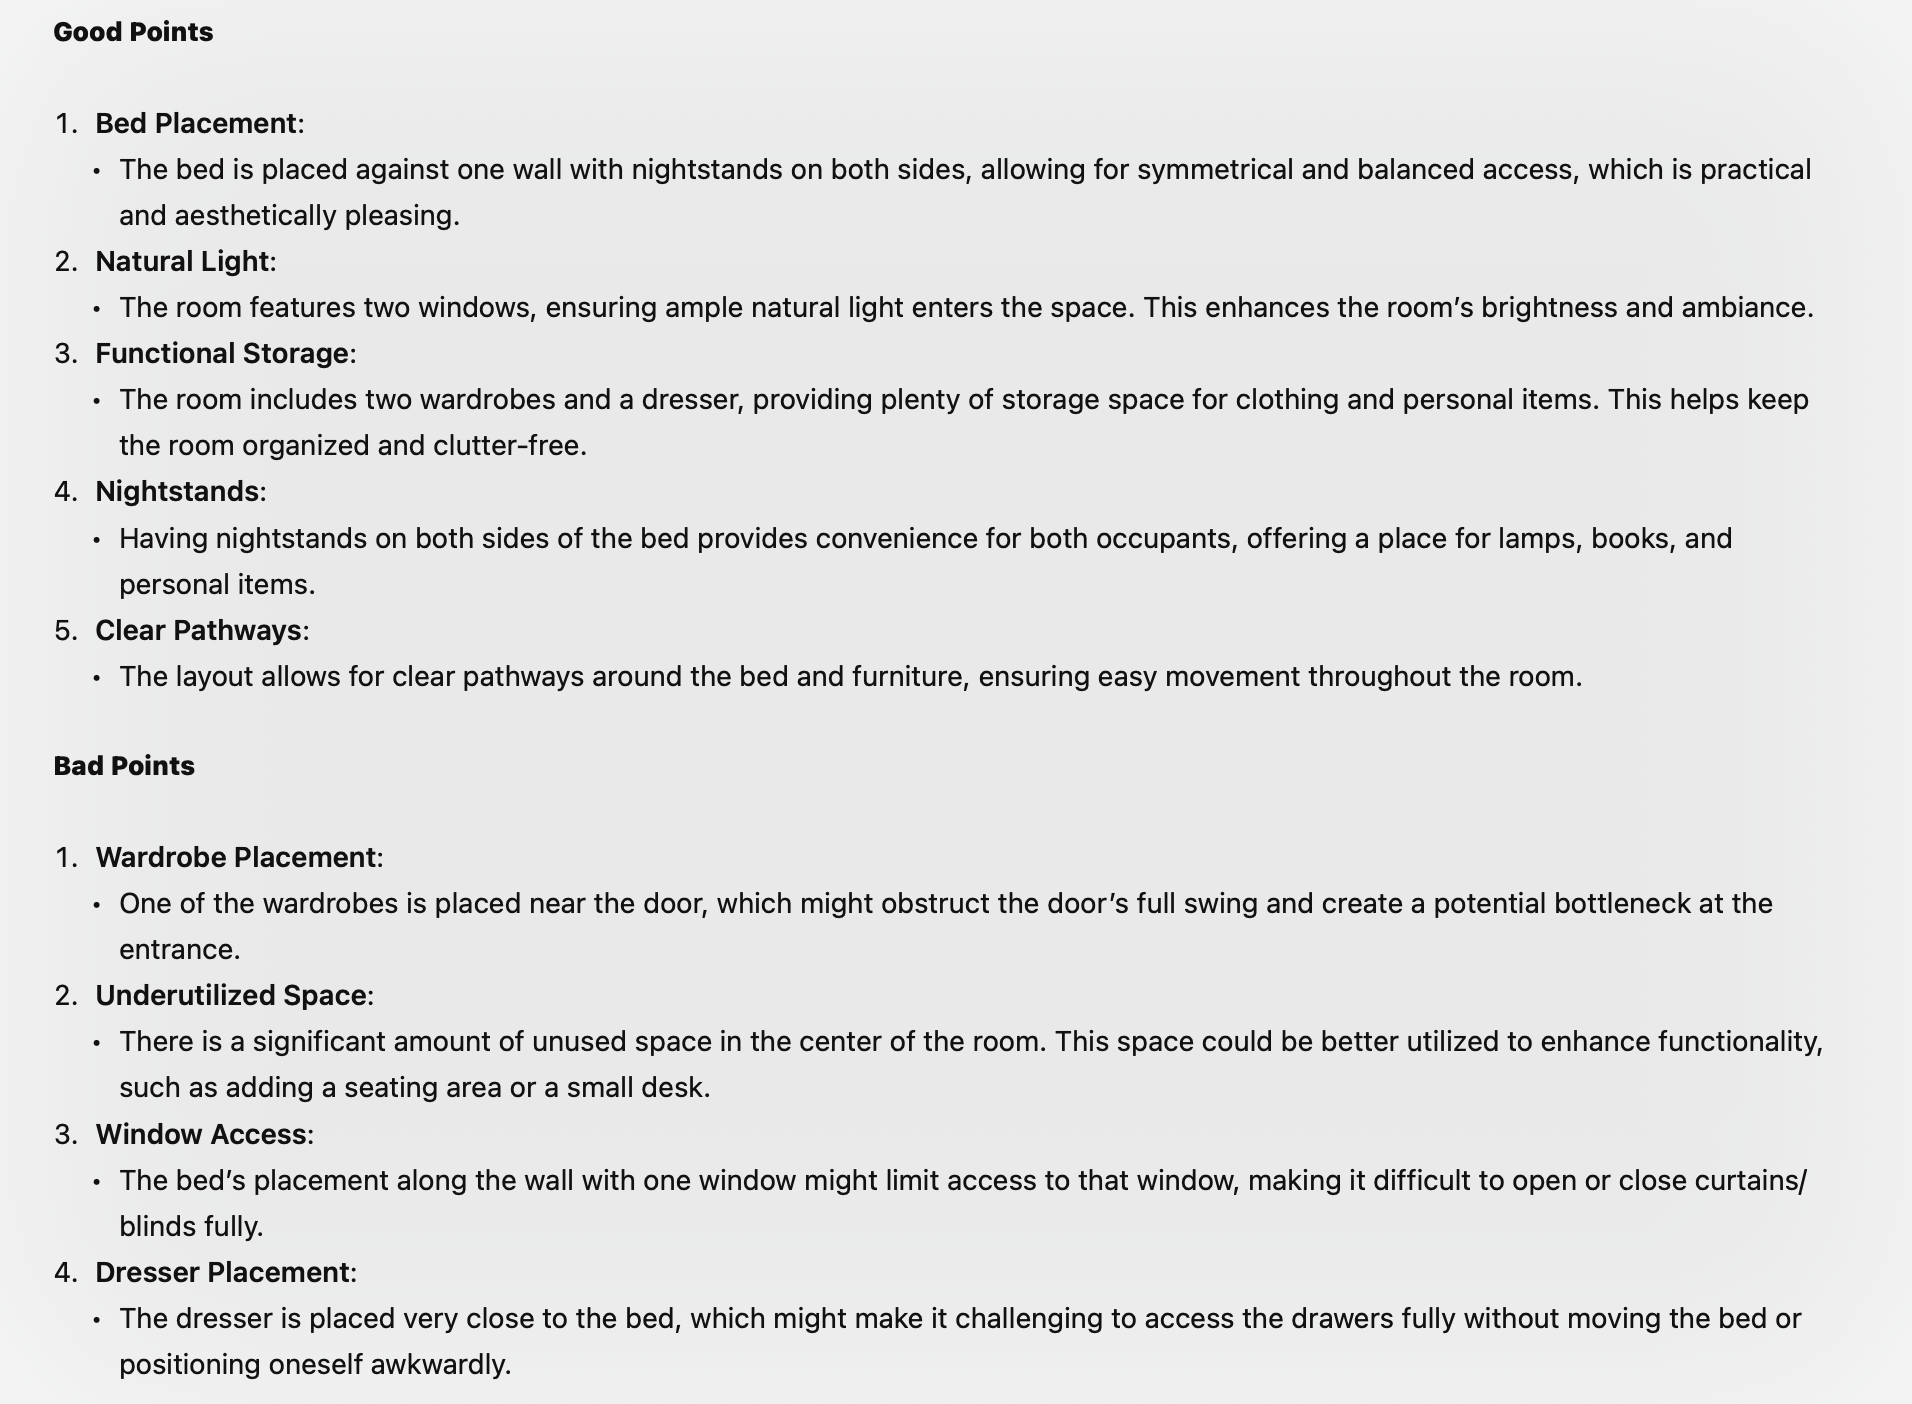 Good Points
1. Bed Placement:
• The bed is placed against one wall with nightstands on both sides, allowing for symmetrical and balanced access, which is practical
and aesthetically pleasing.
2. Natural Light:
• The room features two windows, ensuring ample natural light enters the space. This enhances the room’s brightness and ambiance.
3. Functional Storage:
• The room includes two wardrobes and a dresser, providing plenty of storage space for clothing and personal items. This helps keep
the room organized and clutter-free.
4. Nightstands:
• Having nightstands on both sides of the bed provides convenience for both occupants, offering a place for lamps, books, and
personal items.
5. Clear Pathways:
• The layout allows for clear pathways around the bed and furniture, ensuring easy movement throughout the room.
Bad Points
1. Wardrobe Placement:
• One of the wardrobes is placed near the door, which might obstruct the door’s full swing and create a potential bottleneck at the
entrance.
2. Underutilized Space:
• There is a significant amount of unused space in the center of the room. This space could be better utilized to enhance functionality,
such as adding a seating area or a small desk.
3. Window Access:
• The bed’s placement along the wall with one window might limit access to that window, making it difficult to open or close curtains/
blinds fully.
4. Dresser Placement:
• The dresser is placed very close to the bed, which might make it challenging to access the drawers fully without moving the bed or
positioning oneself awkwardly.